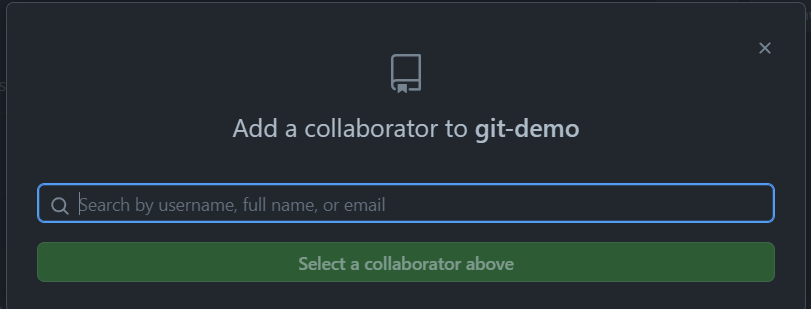 Add a collaborator to git-demo
Search by username, full name, or email
Select a collaborator above